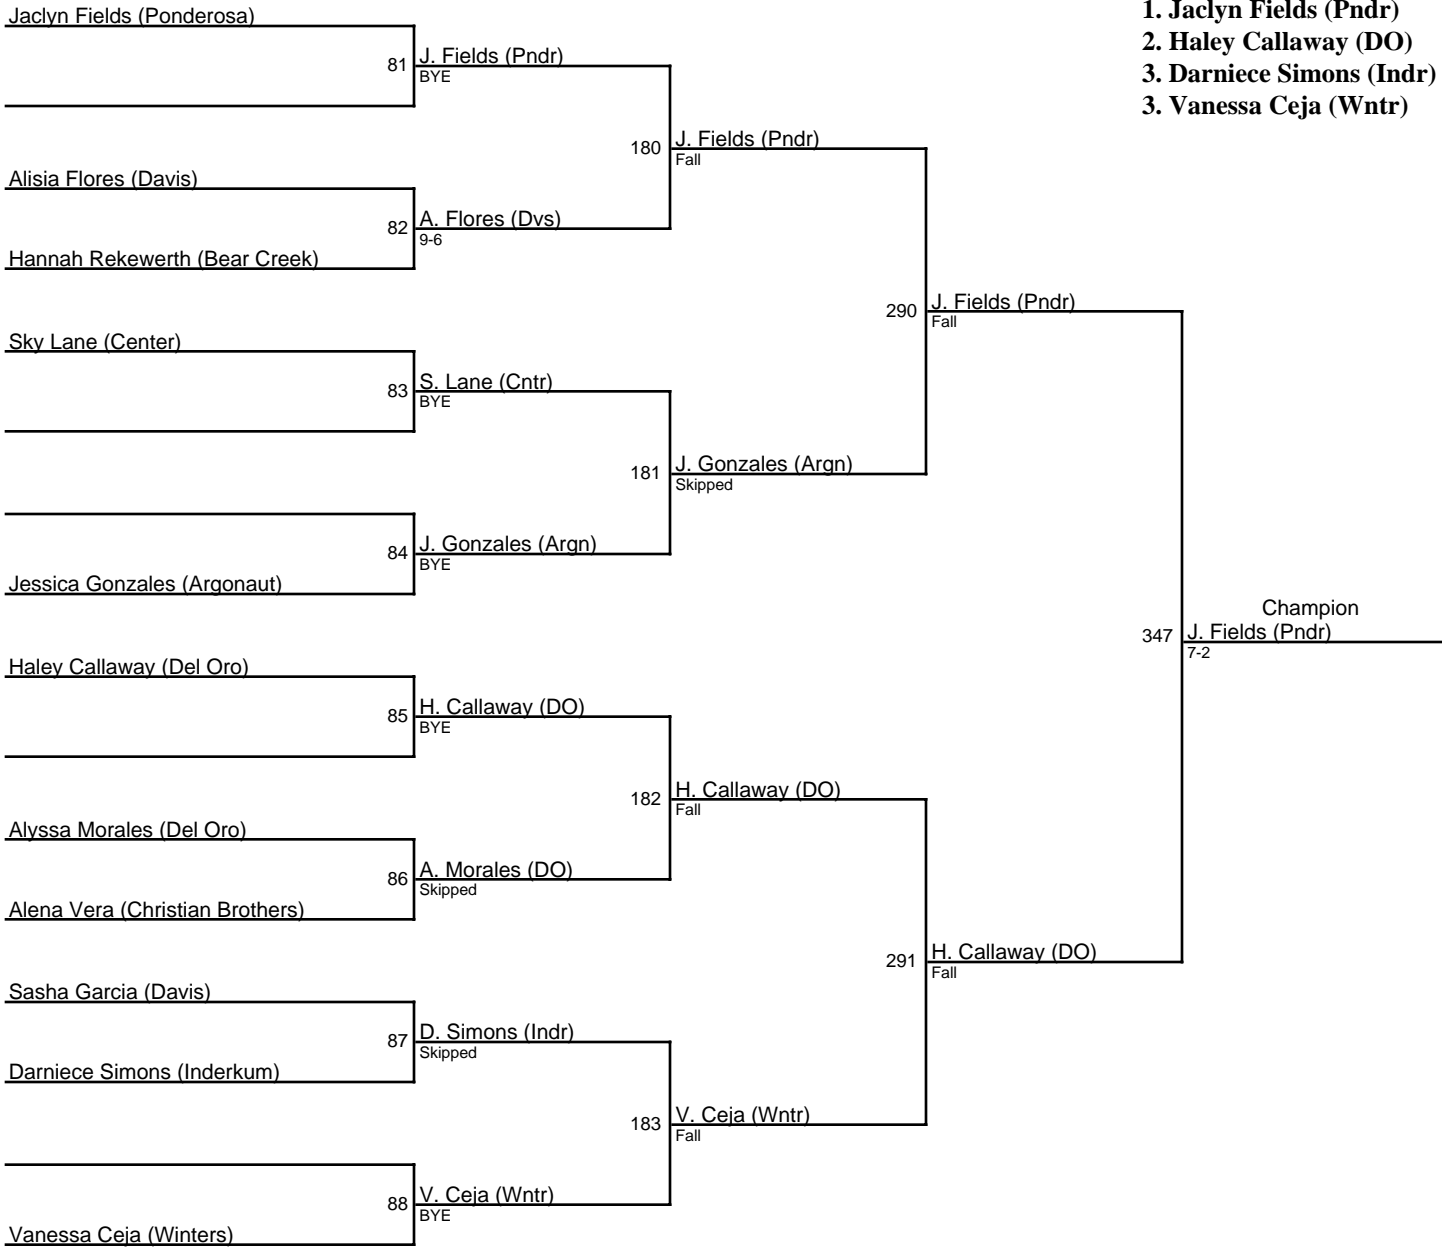 Jaclyn Fields (Ponderosa)
81
J. Fields (Pndr)
BYE
Alisia Flores (Davis)
82
A. Flores (Dvs)
9-6
Hannah Rekewerth (Bear Creek)
180
J. Fields (Pndr)
Fall
Sky Lane (Center)
83
S. Lane (Cntr)
BYE
84
J. Gonzales (Argn)
BYE
Jessica Gonzales (Argonaut)
181
J. Gonzales (Argn)
Skipped
290
J. Fields (Pndr)
Fall
Haley Callaway (Del Oro)
85
H. Callaway (DO)
BYE
Alyssa Morales (Del Oro)
86
A. Morales (DO)
Skipped
Alena Vera (Christian Brothers)
182
H. Callaway (DO)
Fall
Sasha Garcia (Davis)
87
D. Simons (Indr)
Skipped
Darniece Simons (Inderkum)
88
V. Ceja (Wntr)
BYE
Vanessa Ceja (Winters)
183
V. Ceja (Wntr)
Fall
291
H. Callaway (DO)
Fall
347
Champion
J. Fields (Pndr)
7-2
1. Jaclyn Fields (Pndr)
2. Haley Callaway (DO)
3. Darniece Simons (Indr)
3. Vanessa Ceja (Wntr)